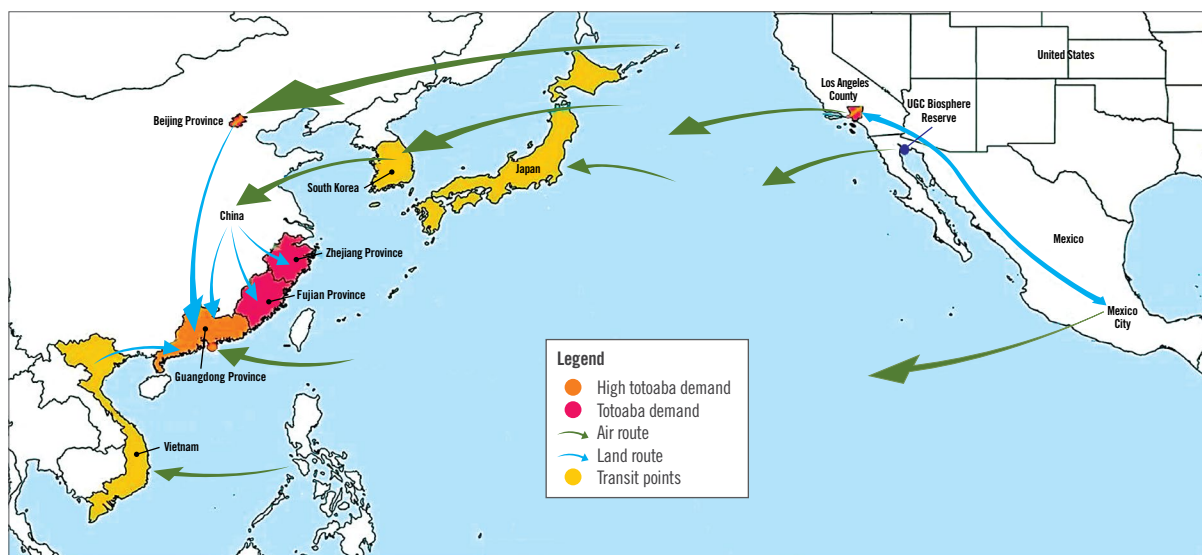 United States
Los Angeles
County
UGC Biosphere
Reserve
Beijing Province
Japan
South Korea
China
Mexico
Zhejiang Province
Fujian Province
Mexico
City
Guangdong Province
Vietnam
Legend
High totoaba demand
Totoaba demand
Air route
Land route
Transit points